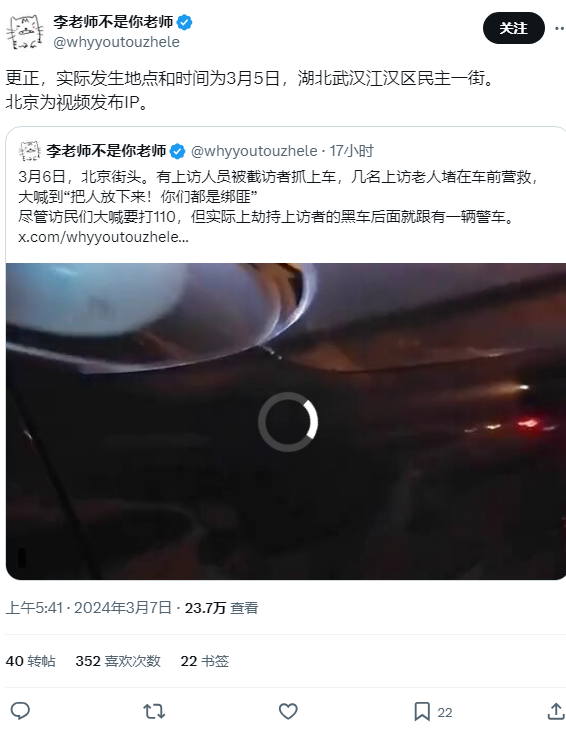 李老师不是你老师
@whyyoutouzhele
关注
更正，实际发生地点和时间为3月5日，湖北武汉江汉区民主一街。
北京为视频发布IP。
李老师不是你老师 @whyyoutouzhele · 17小时
3月6日，北京街头。有上访人员被截访者抓上车，几名上访老人堵在车前营救，
大喊到“把人放下来！你们都是绑匪”
尽管访民们大喊要打110，但实际上劫持上访者的黑车后面就跟有一辆警车。
x.com/whyyoutouzhele...
上午5:41 · 2024年3月7日 · 23.7万 查看
40 转帖 352 喜欢次数 22 书签
22